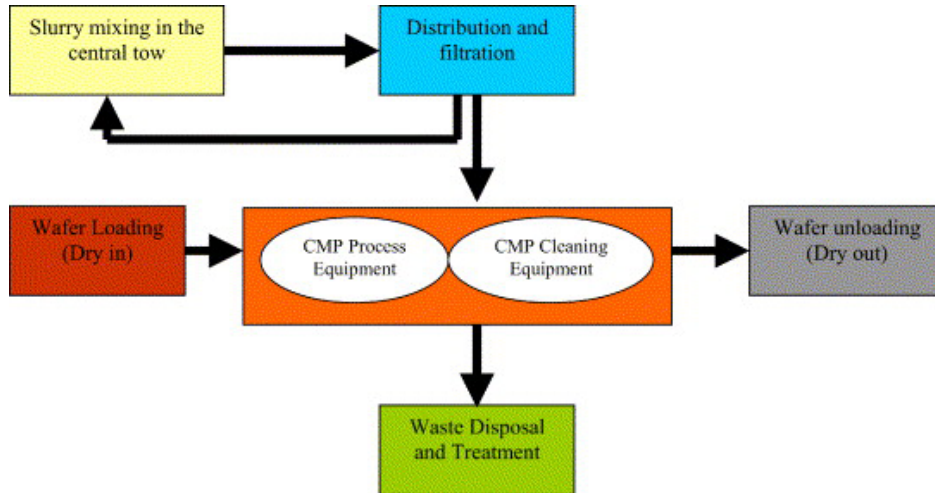 Slurry mixing in the
central tow
Distribution and
filtration
Wafer Loading
(Dry in)
CMP Process
Equipment
CMP Cleaning
Equipment
Wafer unloading
(Dry out)
Waste Disposal
and Treatment